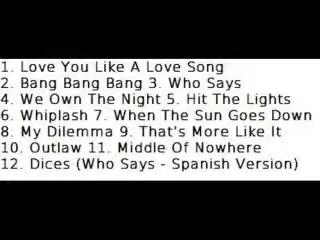 1. Love You Like A Love Song
2. Bang Bang Bang 3. Who Says
4. We Own The Night 5. Hit The Lights
6. Whiplash 7. When The Sun Goes Down
8. My Dilemma 9. That's More Like It
10. Outlaw 11. Middle Of Nowhere
12. Dices (Who Says - Spanish Version)